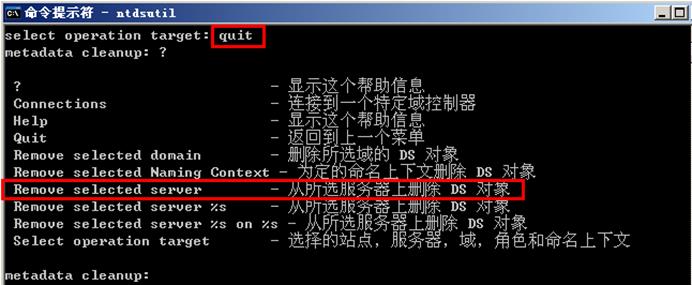 命令提示符 - ntdsutil
select operation target: quit
metadata cleanup: ?
? - 显示这个帮助信息
Connections - 连接到一个特定域控制器
Help - 显示这个帮助信息
Quit - 返回到上一个菜单
Remove selected domain - 删除所选域的 DS 对象
Remove selected Naming Context - 为定的命名上下文删除 DS 对象
Remove selected server - 从所选服务器上删除 DS 对象
Remove selected server %s - 从所选服务器上删除 DS 对象
Remove selected server %s on %s - 从所选服务器上删除 DS 对象
Select operation target - 选择的站点，服务器，域，角色和命名上下文
metadata cleanup: